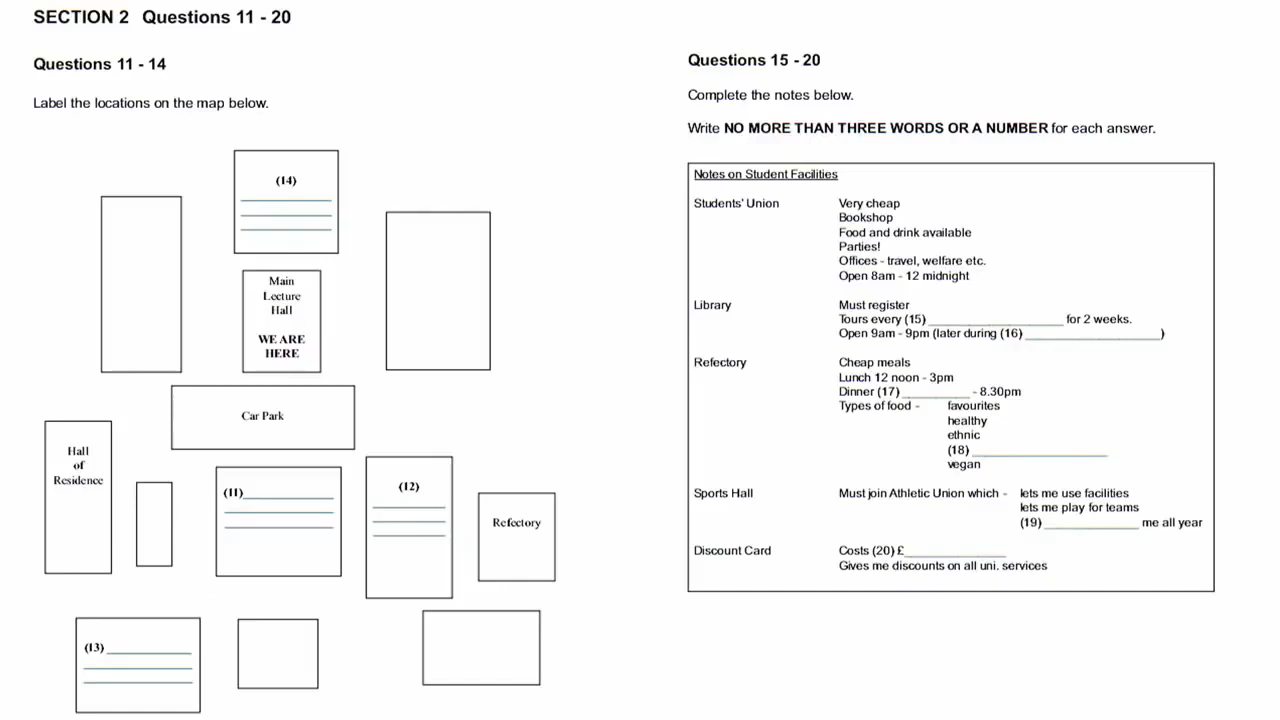 SECTION 2 Questions 11 - 20
Questions 11 - 14
Label the locations on the map below.
(14)
Main
Lecture
Hall
WE ARE
HERE
Car Park
Hall
of
Residence
(11)
(12)
Refectory
(13)
Questions 15 - 20
Complete the notes below.
Write NO MORE THAN THREE WORDS OR A NUMBER for each answer.
Notes on Student Facilities
Students' Union Very cheap
Bookshop
Food and drink available
Parties!
Offices - travel, welfare etc.
Open 8am - 12 midnight
Library Must register
Tours every (15) ____________________ for 2 weeks.
Open 9am - 9pm (later during (16) ____________________)
Refectory Cheap meals
Lunch 12 noon - 3pm
Dinner (17) __________ - 8.30pm
Types of food - favourites
healthy
ethnic
(18) ____________________
vegan
Sports Hall Must join Athletic Union which - lets me use facilities
lets me play for teams
(19) ______________ me all year
Discount Card Costs (20) £_______________
Gives me discounts on all uni. services